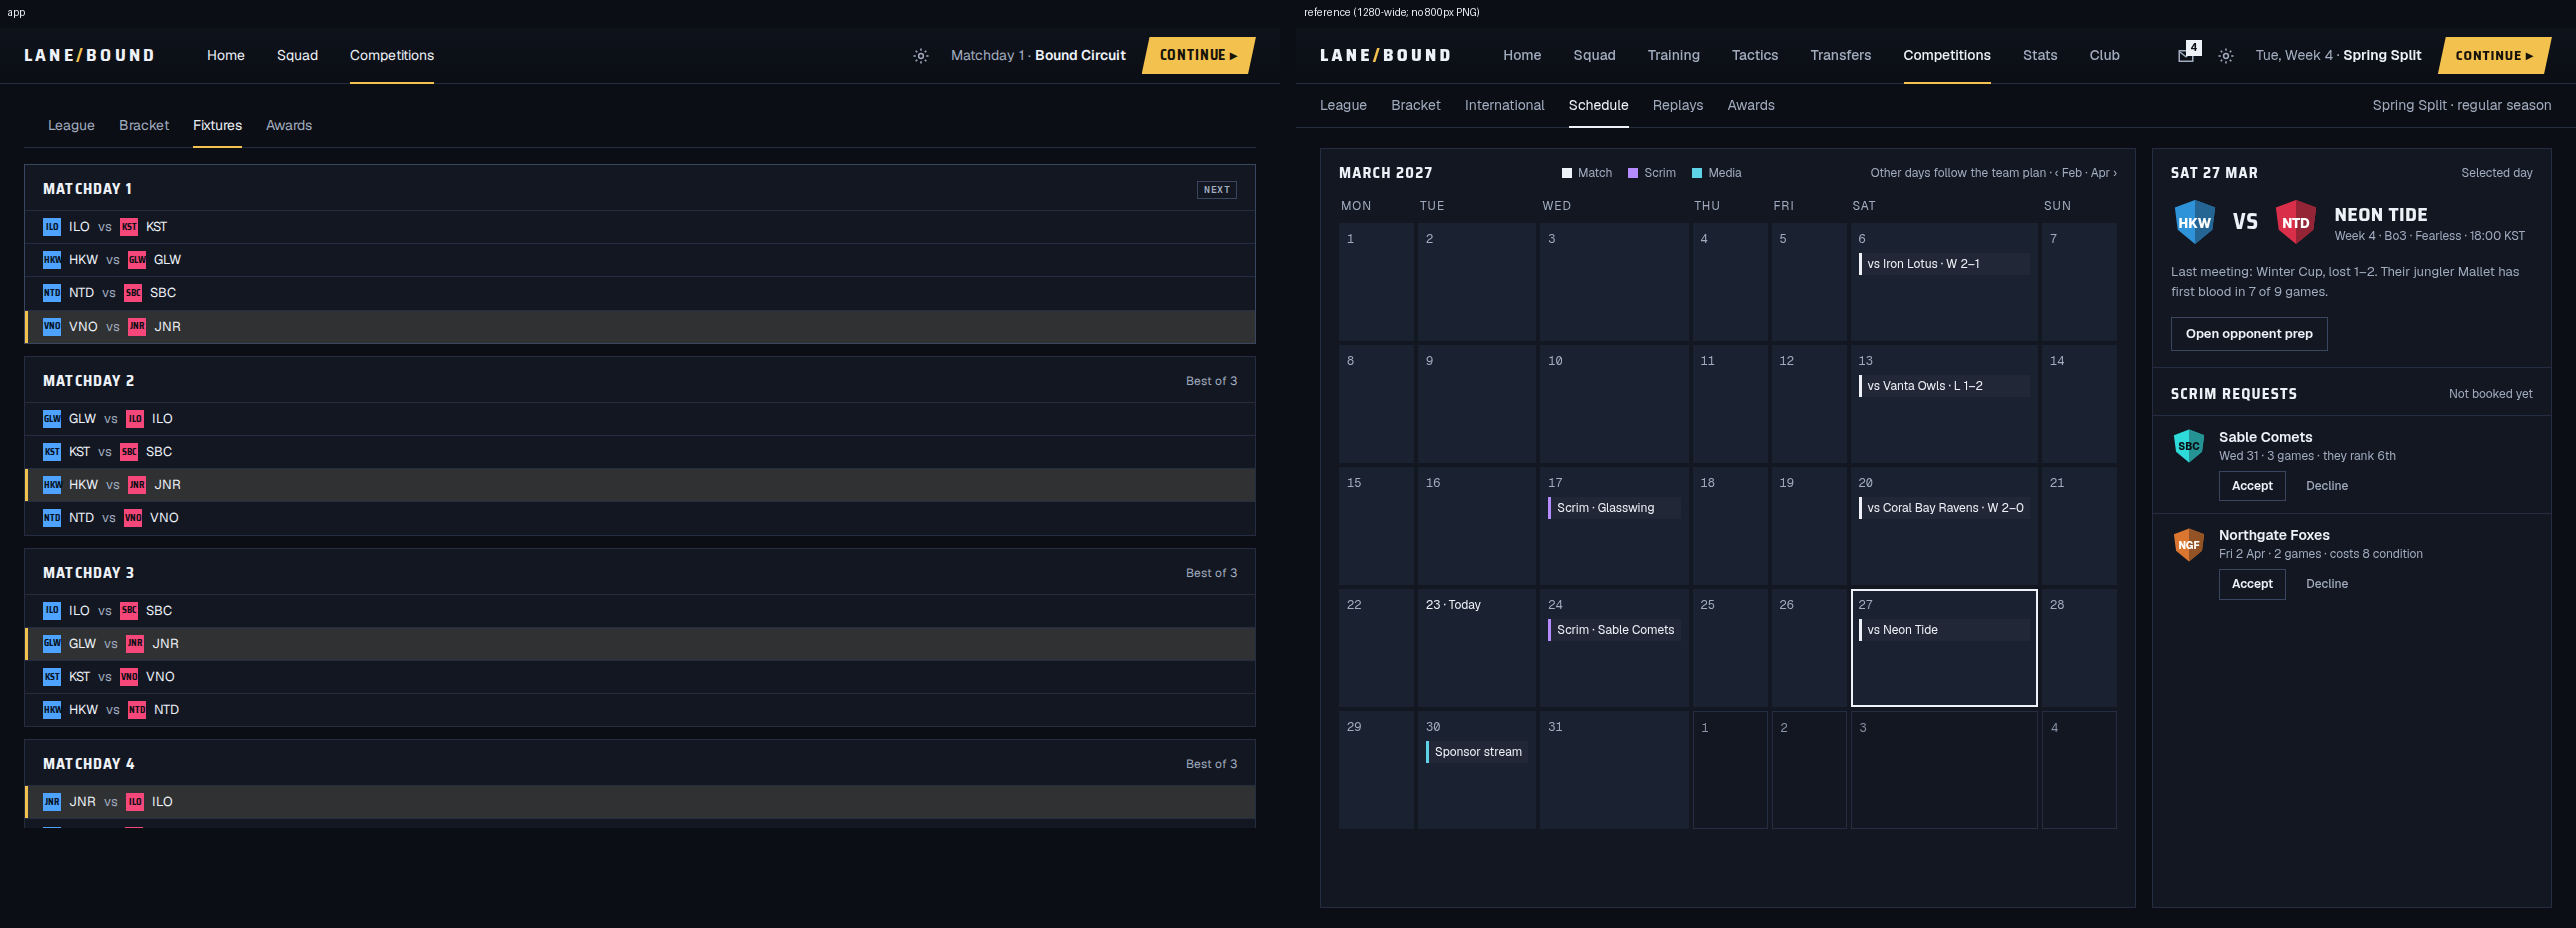 app
LANE/BOUND Home Squad Competitions Matchday 1 · Bound Circuit CONTINUE ▸
League Bracket Fixtures Awards
MATCHDAY 1 NEXT
ILO ILO vs KST KST
HKW HKW vs GLW GLW
NTD NTD vs SBC SBC
VNO VNO vs JNR JNR
MATCHDAY 2 Best of 3
GLW GLW vs ILO ILO
KST KST vs SBC SBC
HKW HKW vs JNR JNR
NTD NTD vs VNO VNO
MATCHDAY 3 Best of 3
ILO ILO vs SBC SBC
GLW GLW vs JNR JNR
KST KST vs VNO VNO
HKW HKW vs NTD NTD
MATCHDAY 4 Best of 3
JNR JNR vs ILO ILO
reference (1280-wide; no 800px PNG)
LANE/BOUND Home Squad Training Tactics Transfers Competitions Stats Club 4 Tue, Week 4 · Spring Split CONTINUE ▸
League Bracket International Schedule Replays Awards Spring Split · regular season
MARCH 2027 Match Scrim Media Other days follow the team plan · ‹ Feb · Apr ›
MON TUE WED THU FRI SAT SUN
1 2 3 4 5 6 7
vs Iron Lotus · W 2–1
8 9 10 11 12 13 14
vs Vanta Owls · L 1–2
15 16 17 18 19 20 21
Scrim · Glasswing vs Coral Bay Ravens · W 2–0
22 23 · Today 24 25 26 27 28
Scrim · Sable Comets vs Neon Tide
29 30 31 1 2 3 4
Sponsor stream
SAT 27 MAR Selected day
HKW VS NTD NEON TIDE
Week 4 · Bo3 · Fearless · 18:00 KST
Last meeting: Winter Cup, lost 1–2. Their jungler Mallet has
first blood in 7 of 9 games.
Open opponent prep
SCRIM REQUESTS Not booked yet
SBC Sable Comets
Wed 31 · 3 games · they rank 6th
Accept Decline
NGF Northgate Foxes
Fri 2 Apr · 2 games · costs 8 condition
Accept Decline